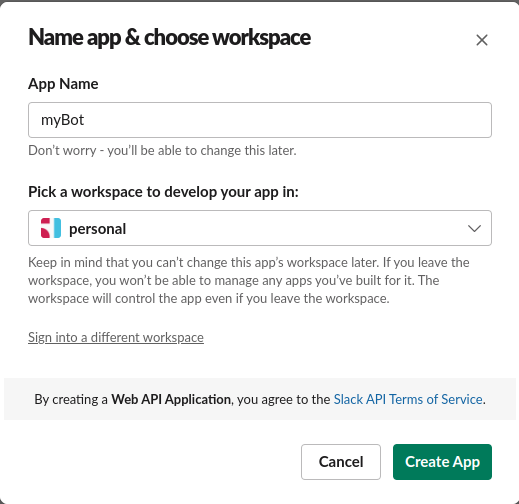 Name app & choose workspace
App Name
myBot
Don't worry - you'll be able to change this later.
Pick a workspace to develop your app in:
personal
Keep in mind that you can't change this app's workspace later. If you leave the
workspace, you won't be able to manage any apps you've built for it. The
workspace will control the app even if you leave the workspace.
Sign into a different workspace
By creating a Web API Application, you agree to the Slack API Terms of Service.
Cancel Create App